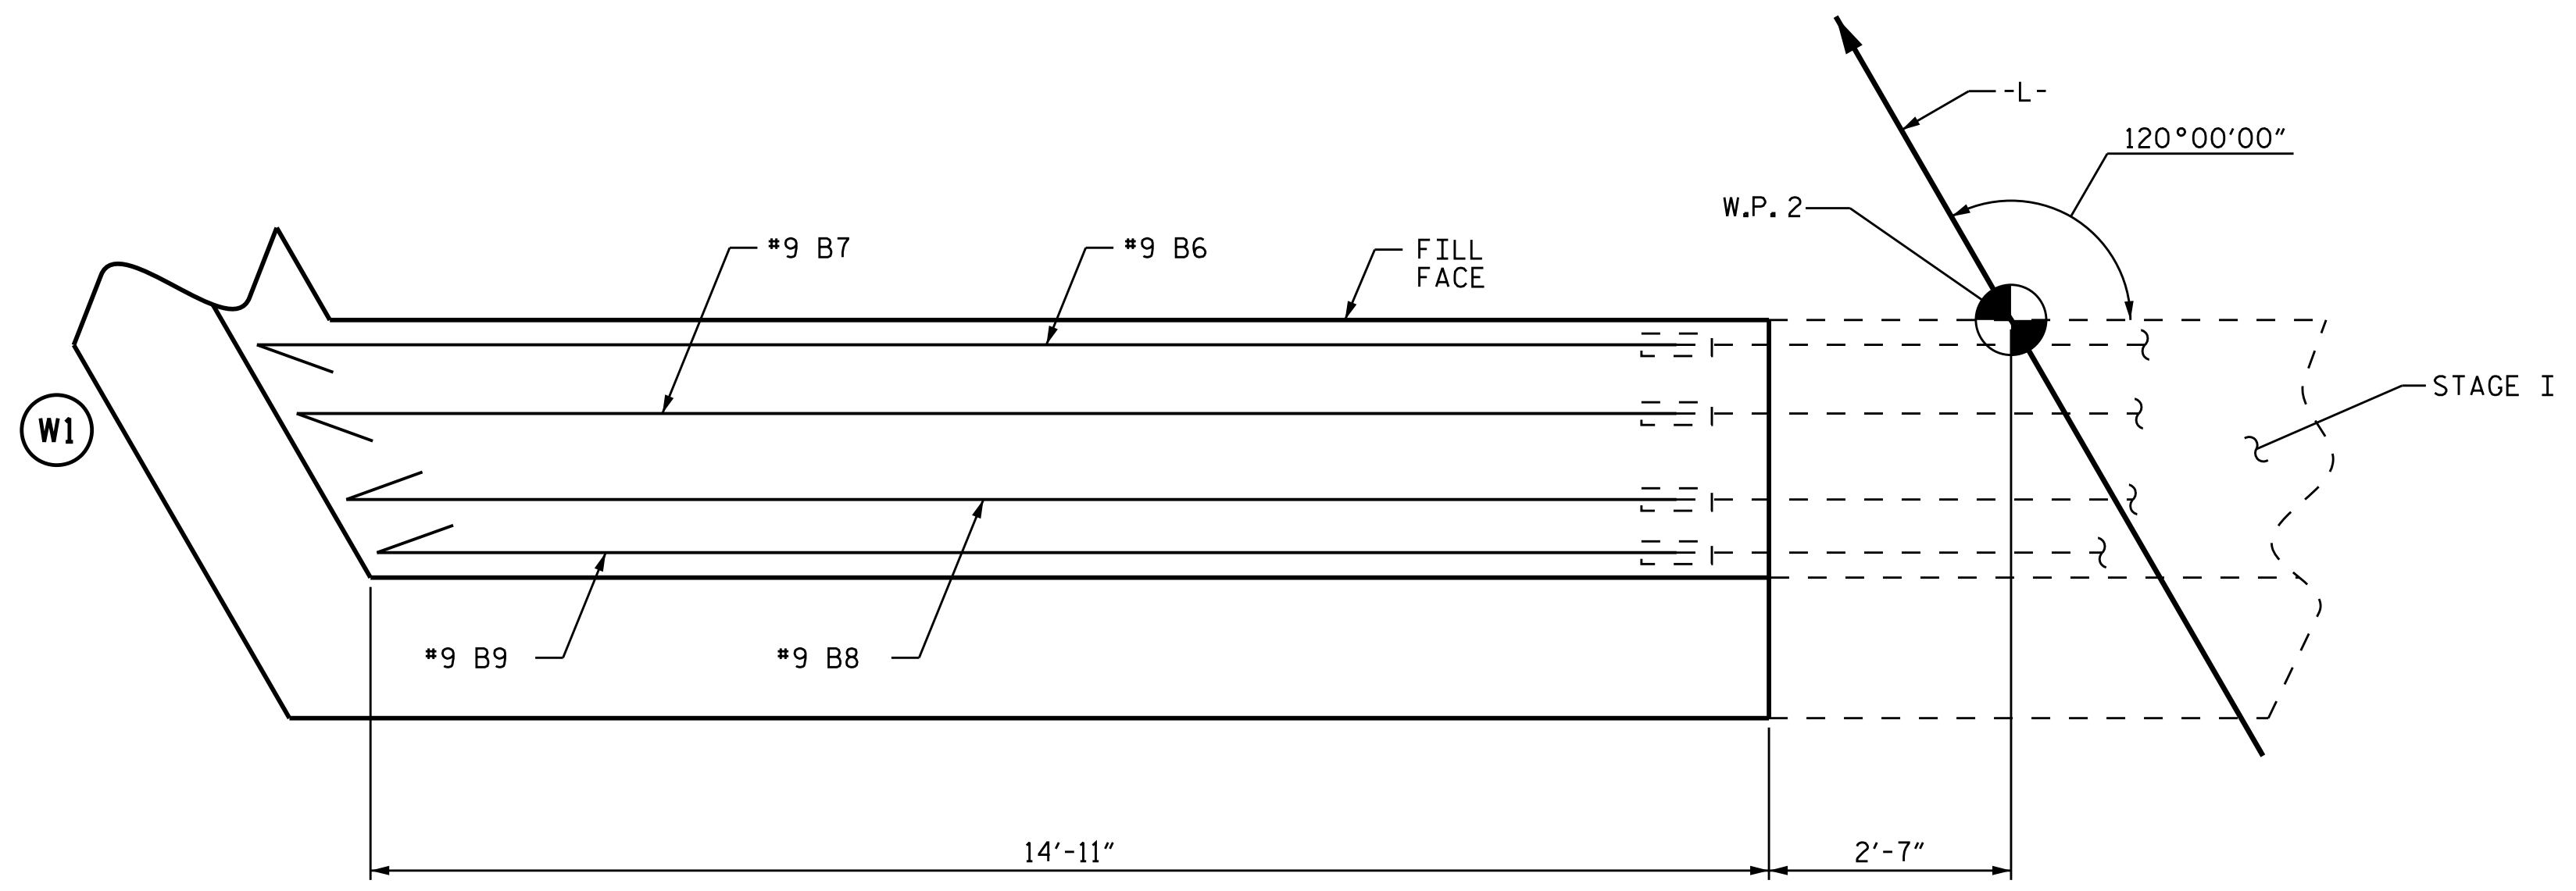 -L-
120°00'00"
W.P. 2
#9 B7
#9 B6
FILL
FACE
STAGE I
W1
#9 B9
#9 B8
14'-11"
2'-7"